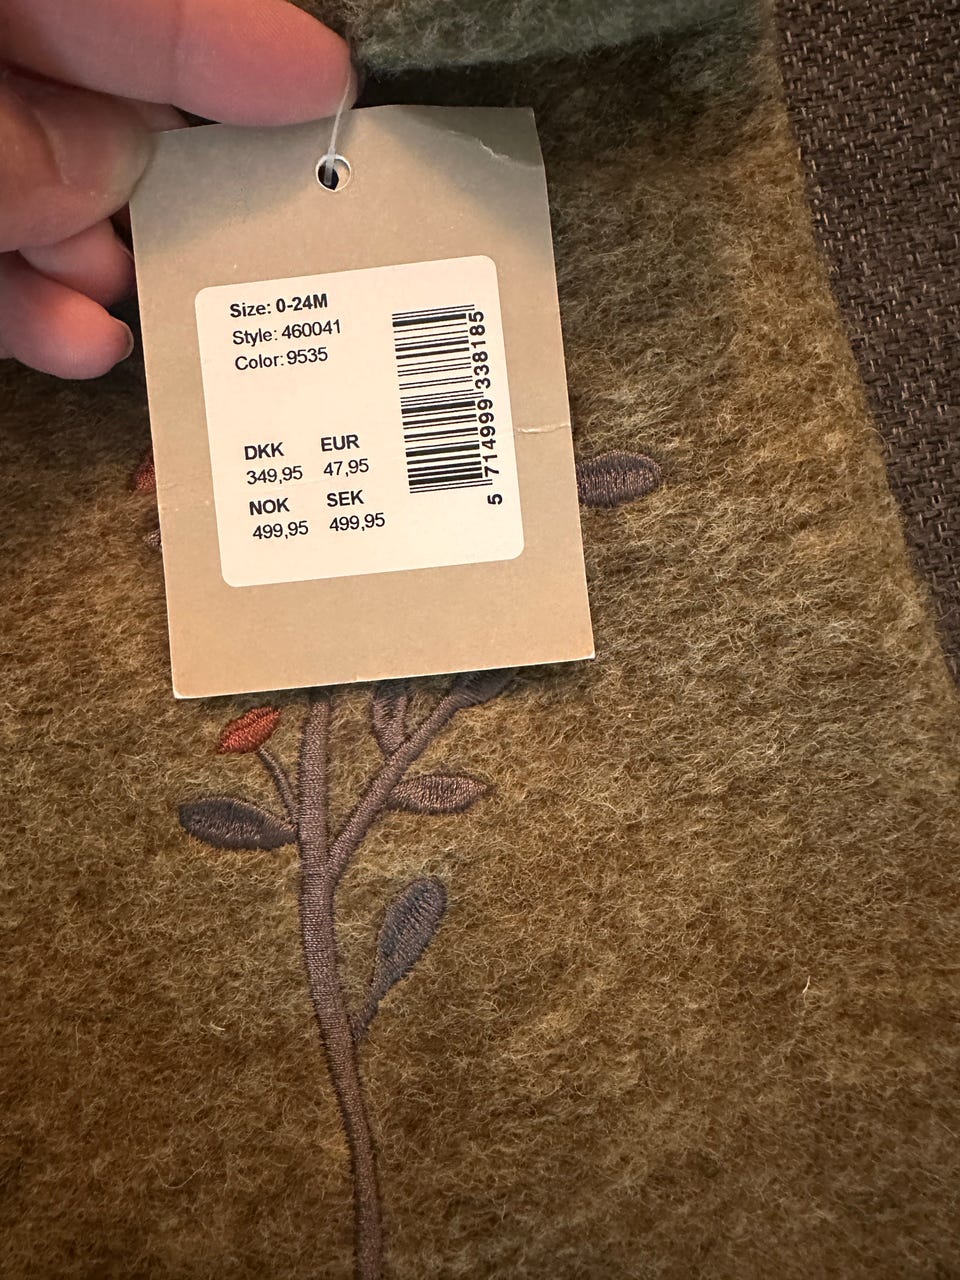 Size: 0-24M
Style: 460041
Color: 9535
DKK EUR
349,95 47,95
NOK SEK
499,95 499,95
5 714999 338185